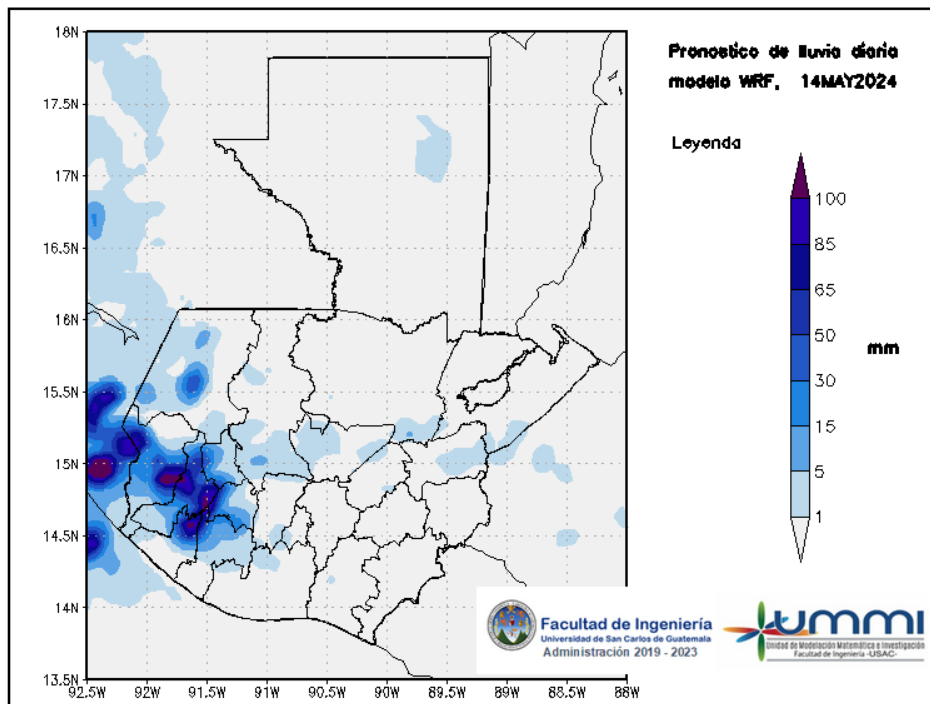 Pronostico de lluvia diaria
modelo WRF, 14MAY2024
Leyenda
100
85
65
50
30
15
5
1
mm
18N
17.5N
17N
16.5N
16N
15.5N
15N
14.5N
14N
13.5N
92.5W 92W 91.5W 91W 90.5W 90W 89.5W 89W 88.5W 88W
Facultad de Ingeniería
Universidad de San Carlos de Guatemala
Administración 2019 - 2023
ummi
Unidad de Modelación Matemática e Investigación
Facultad de Ingeniería -USAC-